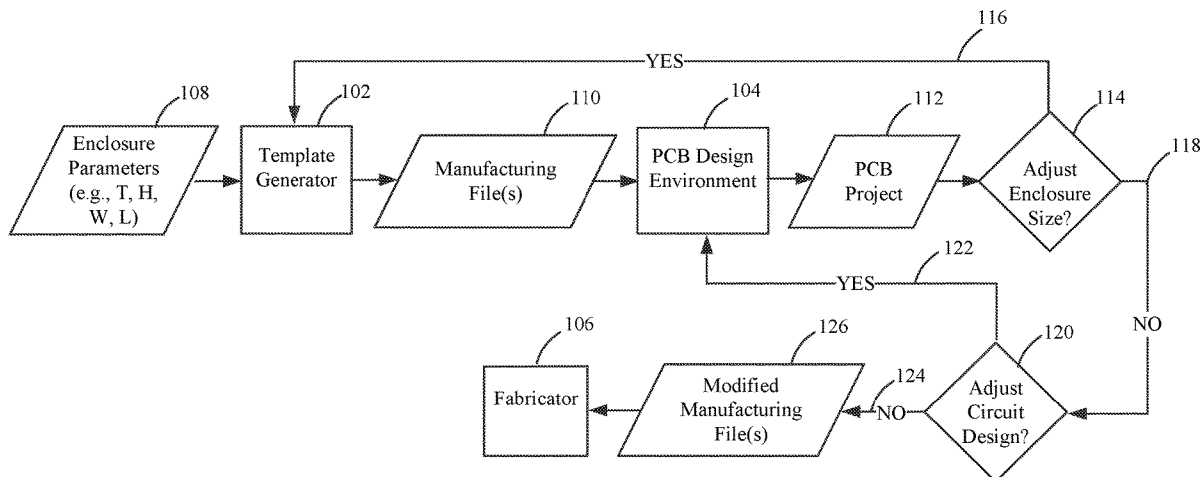 116
YES
108
102
110
104
112
114
118
Enclosure
Parameters
(e.g., T, H,
W, L)
Template
Generator
Manufacturing
File(s)
PCB Design
Environment
PCB
Project
Adjust
Enclosure
Size?
122
YES
NO
106
126
124
120
Fabricator
Modified
Manufacturing
File(s)
NO
Adjust
Circuit
Design?